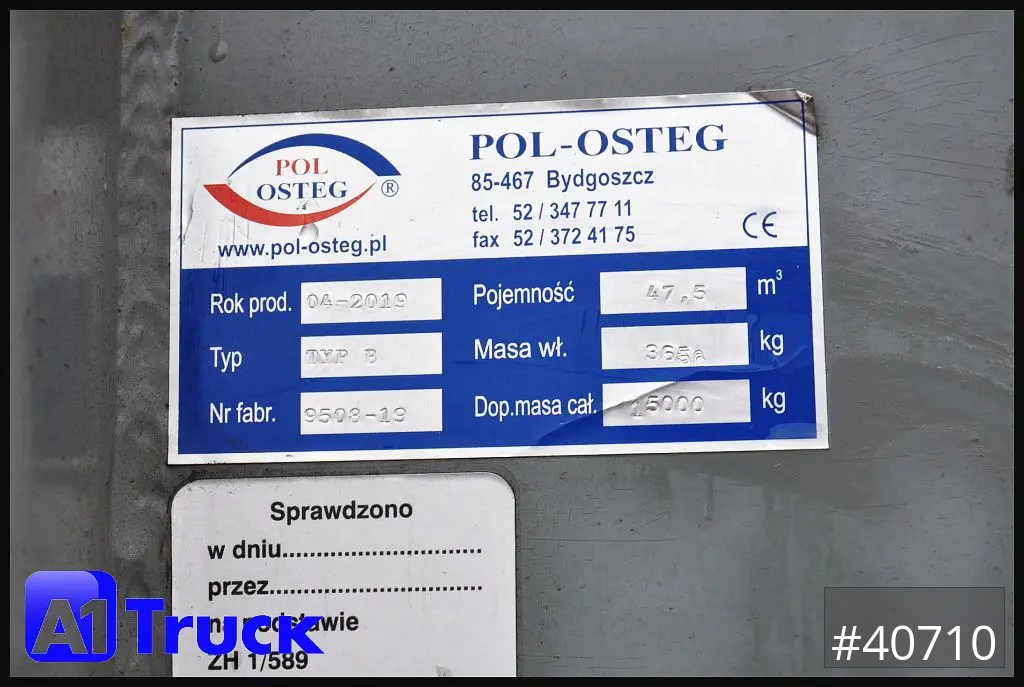 POL
OSTEG
®
www.pol-osteg.pl
POL-OSTEG
85-467 Bydgoszcz
tel. 52 / 347 77 11
fax 52 / 372 41 75
CE
Rok prod. 04-2019
Typ TYP B
Nr fabr. 9508-19
Pojemność 47,5 m³
Masa wł. kg
Dop.masa cał. 15000 kg
Sprawdzono
w dniu..............................
przez..............................
na podstawie
ZH 1/589
A1 Truck
#40710